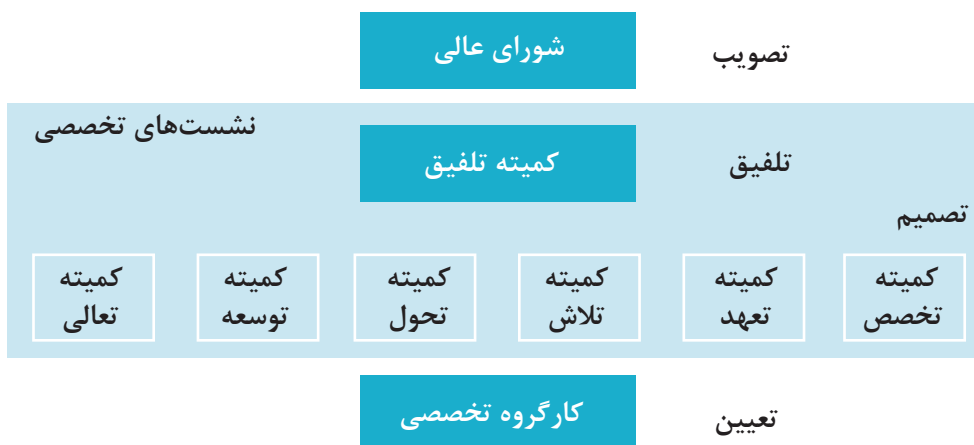 تصویب
شورای عالی
نشست‌های تخصصی
تلفیق
کمیته تلفیق
تصمیم
کمیته
تخصص
کمیته
تعهد
کمیته
تلاش
کمیته
تحول
کمیته
توسعه
کمیته
تعالی
تعیین
کارگروه تخصصی